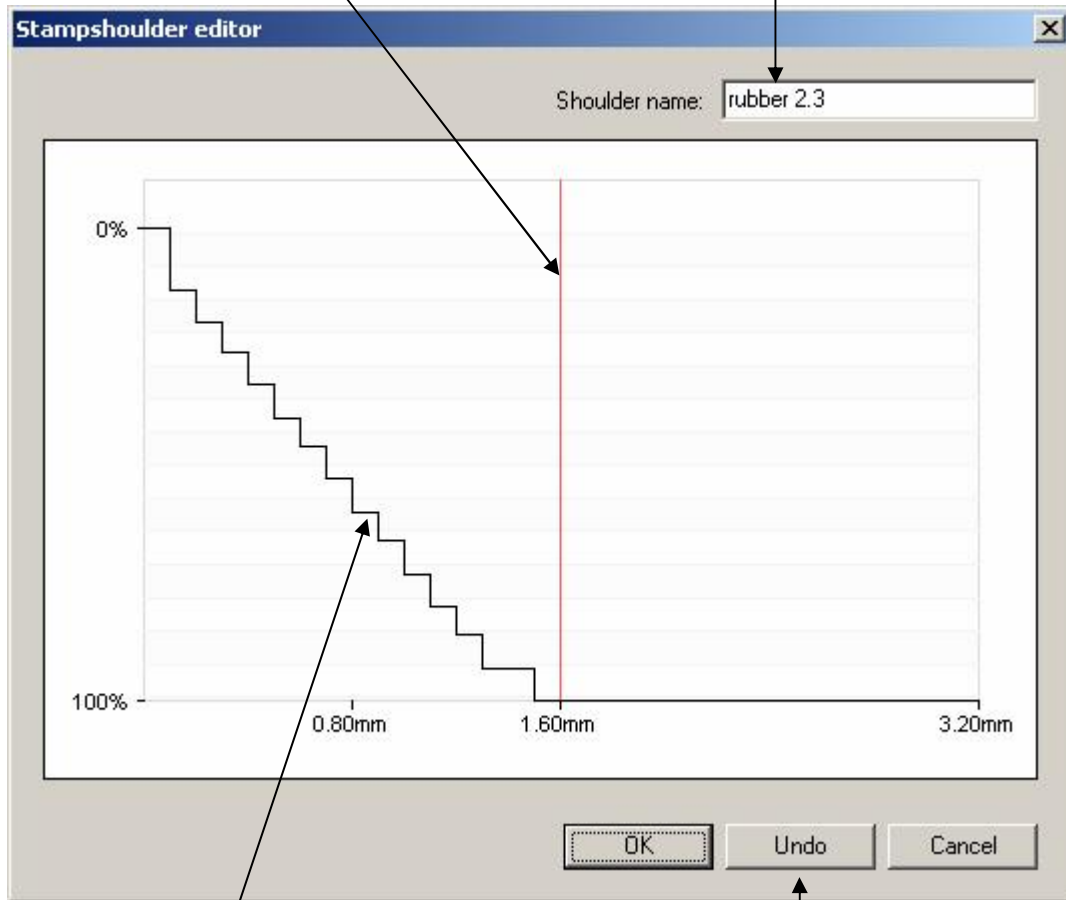 Stampshoulder editor
Shoulder name: rubber 2.3
0%
100%
0.80mm 1.60mm 3.20mm
OK Undo Cancel